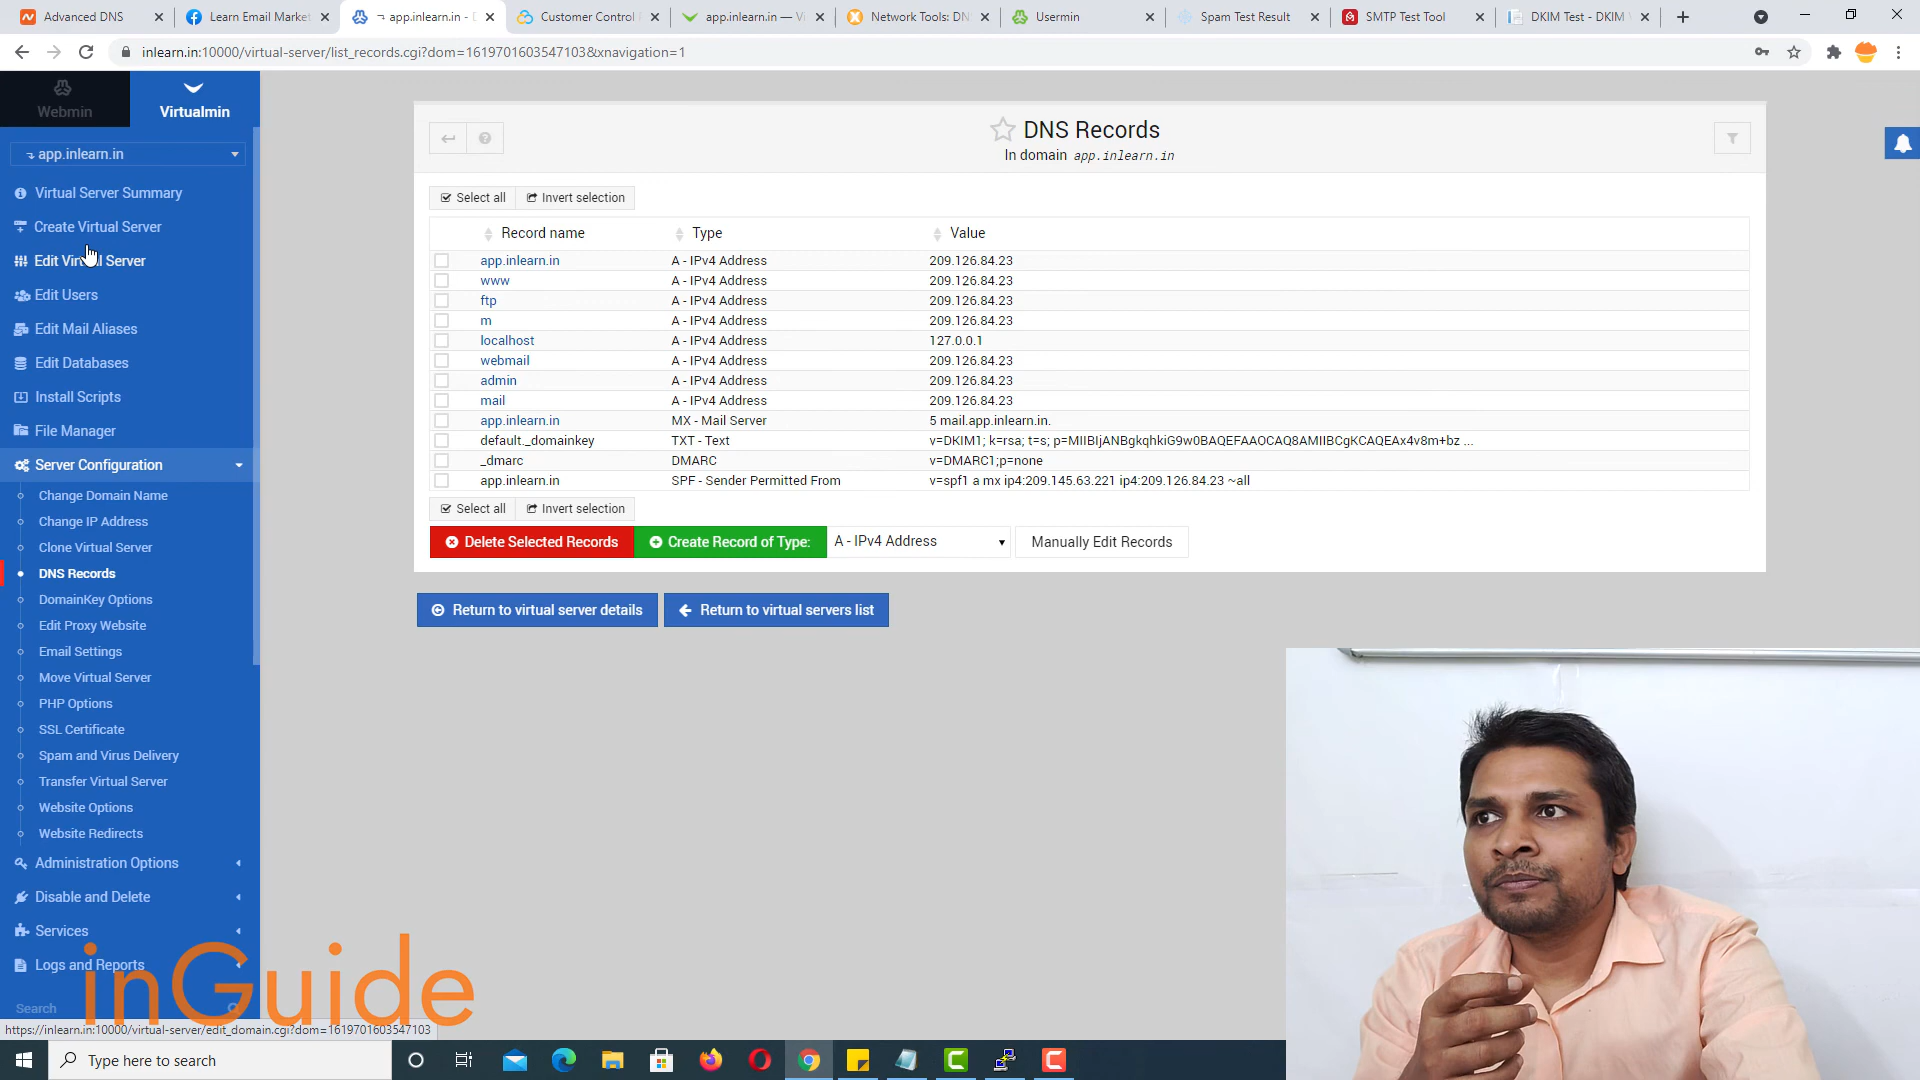 Advanced DNS
Learn Email Market
app.inlearn.in - D
Customer Control
app.inlearn.in — Vi
Network Tools: DN
Usermin
Spam Test Result
SMTP Test Tool
DKIM Test - DKIM V
inlearn.in:10000/virtual-server/list_records.cgi?dom=1619701603547103&xnavigation=1
Webmin
Virtualmin
app.inlearn.in
Virtual Server Summary
Create Virtual Server
Edit Virtual Server
Edit Users
Edit Mail Aliases
Edit Databases
Install Scripts
File Manager
Server Configuration
Change Domain Name
Change IP Address
Clone Virtual Server
DNS Records
DomainKey Options
Edit Proxy Website
Email Settings
Move Virtual Server
PHP Options
SSL Certificate
Spam and Virus Delivery
Transfer Virtual Server
Website Options
Website Redirects
Administration Options
Disable and Delete
Services
Logs and Reports
Search
DNS Records
In domain app.inlearn.in
Select all Invert selection
Record name Type Value
app.inlearn.in A - IPv4 Address 209.126.84.23
www A - IPv4 Address 209.126.84.23
ftp A - IPv4 Address 209.126.84.23
m A - IPv4 Address 209.126.84.23
localhost A - IPv4 Address 127.0.0.1
webmail A - IPv4 Address 209.126.84.23
admin A - IPv4 Address 209.126.84.23
mail A - IPv4 Address 209.126.84.23
app.inlearn.in MX - Mail Server 5 mail.app.inlearn.in.
default._domainkey TXT - Text v=DKIM1; k=rsa; t=s; p=MIIBIjANBgkqhkiG9w0BAQEFAAOCAQ8AMIIBCgKCAQEAx4v8m+bz ...
_dmarc DMARC v=DMARC1;p=none
app.inlearn.in SPF - Sender Permitted From v=spf1 a mx ip4:209.145.63.221 ip4:209.126.84.23 ~all
Select all Invert selection
Delete Selected Records Create Record of Type: A - IPv4 Address Manually Edit Records
Return to virtual server details Return to virtual servers list
inGuide
https://inlearn.in:10000/virtual-server/edit_domain.cgi?dom=1619701603547103
Type here to search